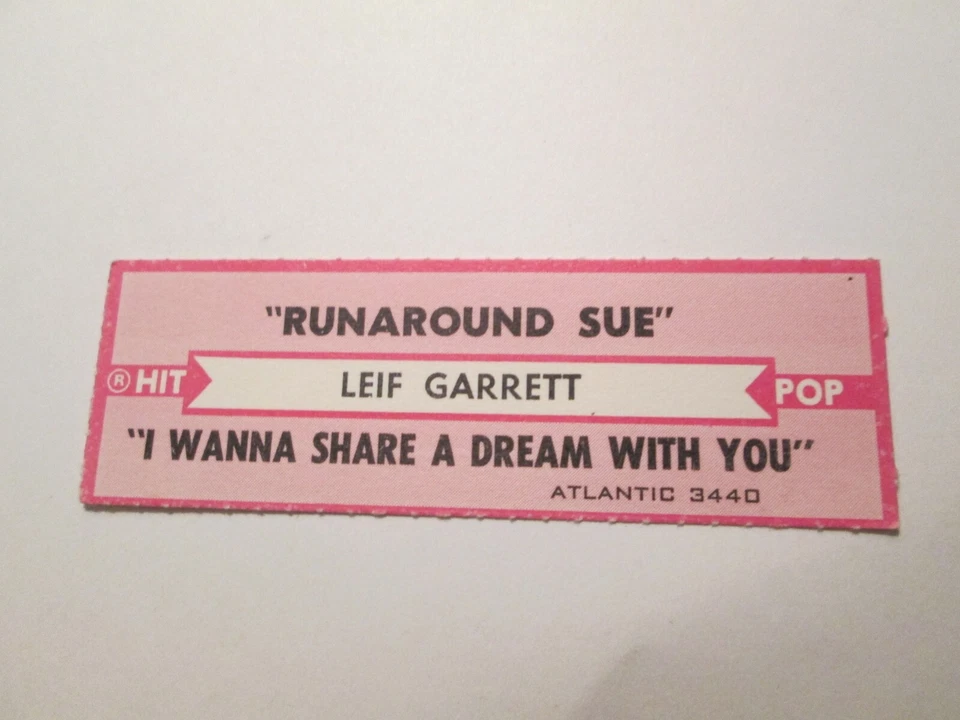 "RUNAROUND SUE"
® HIT LEIF GARRETT POP
"I WANNA SHARE A DREAM WITH YOU"
ATLANTIC 3440